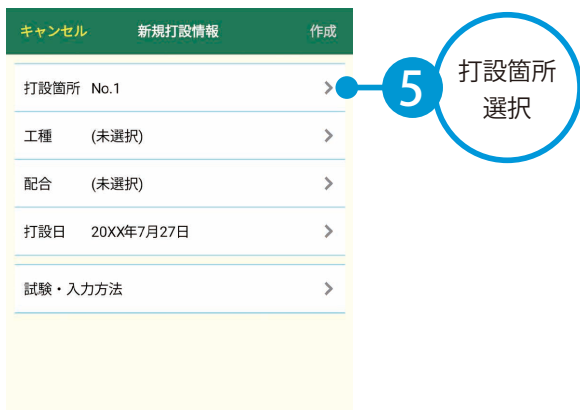 キャンセル 新規打設情報 作成
打設箇所 No.1
工種 (未選択)
配合 (未選択)
打設日 20XX年7月27日
試験・入力方法
5
打設箇所
選択